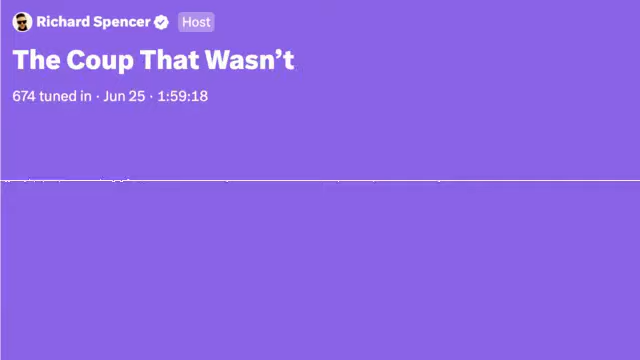 Richard Spencer Host
The Coup That Wasn’t
674 tuned in · Jun 25 · 1:59:18